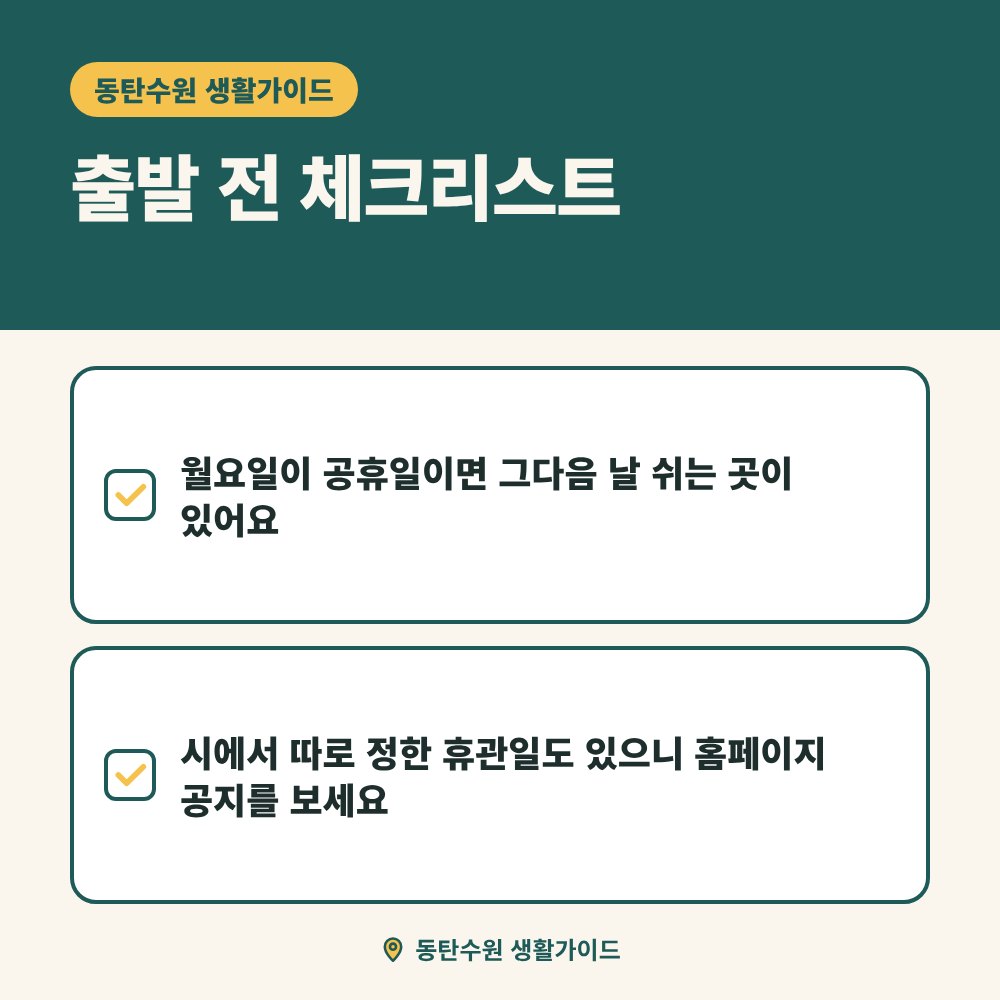 동탄수원 생활가이드
출발 전 체크리스트
월요일이 공휴일이면 그다음 날 쉬는 곳이
있어요
시에서 따로 정한 휴관일도 있으니 홈페이지
공지를 보세요
동탄수원 생활가이드